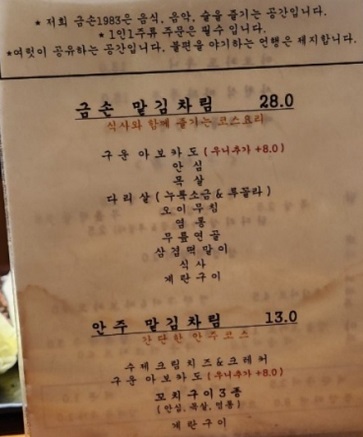 * 저희 금손1983은 음식, 음악, 술을 즐기는 공간입니다.
* 1인1주류 주문은 필수 입니다.
*여럿이 공유하는 공간입니다. 불편을 야기하는 언행은 제지합니다.
금손 맡김차림 28.0
식사와 함께 즐기는 코스요리
구운 아보카도 (우니추가 +8.0)
안심
목살
다리살 (누룩소금 & 루꼴라)
오이무침
염통
무릎연골
삼겹떡말이
식사
계란구이
안주 맡김차림 13.0
간단한 안주코스
수제크림치즈&크래커
구운 아보카도 (우니추가 +8.0)
꼬치구이 3종
(안심, 목살, 염통)
계란구이